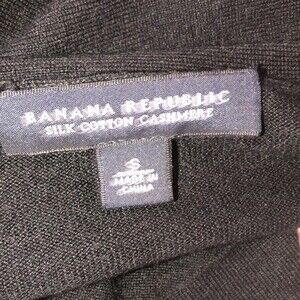 BANANA REPUBLIC
SILK COTTON CASHMERE
S
MADE IN
CHINA